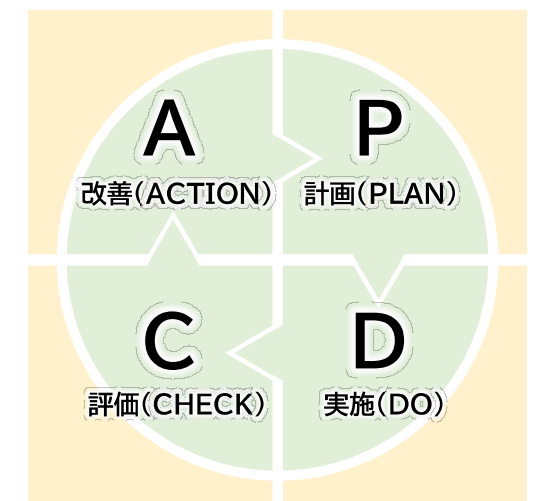 A
改善(ACTION)
P
計画(PLAN)
C
評価(CHECK)
D
実施(DO)